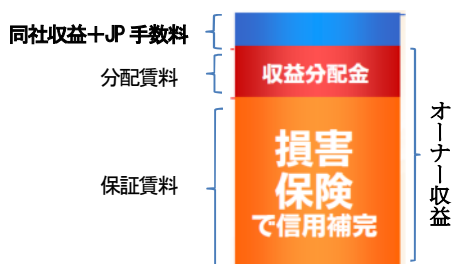 同社収益＋JP手数料
分配賃料
収益分配金
保証賃料
損害
保険
で信用補完
オーナー収益